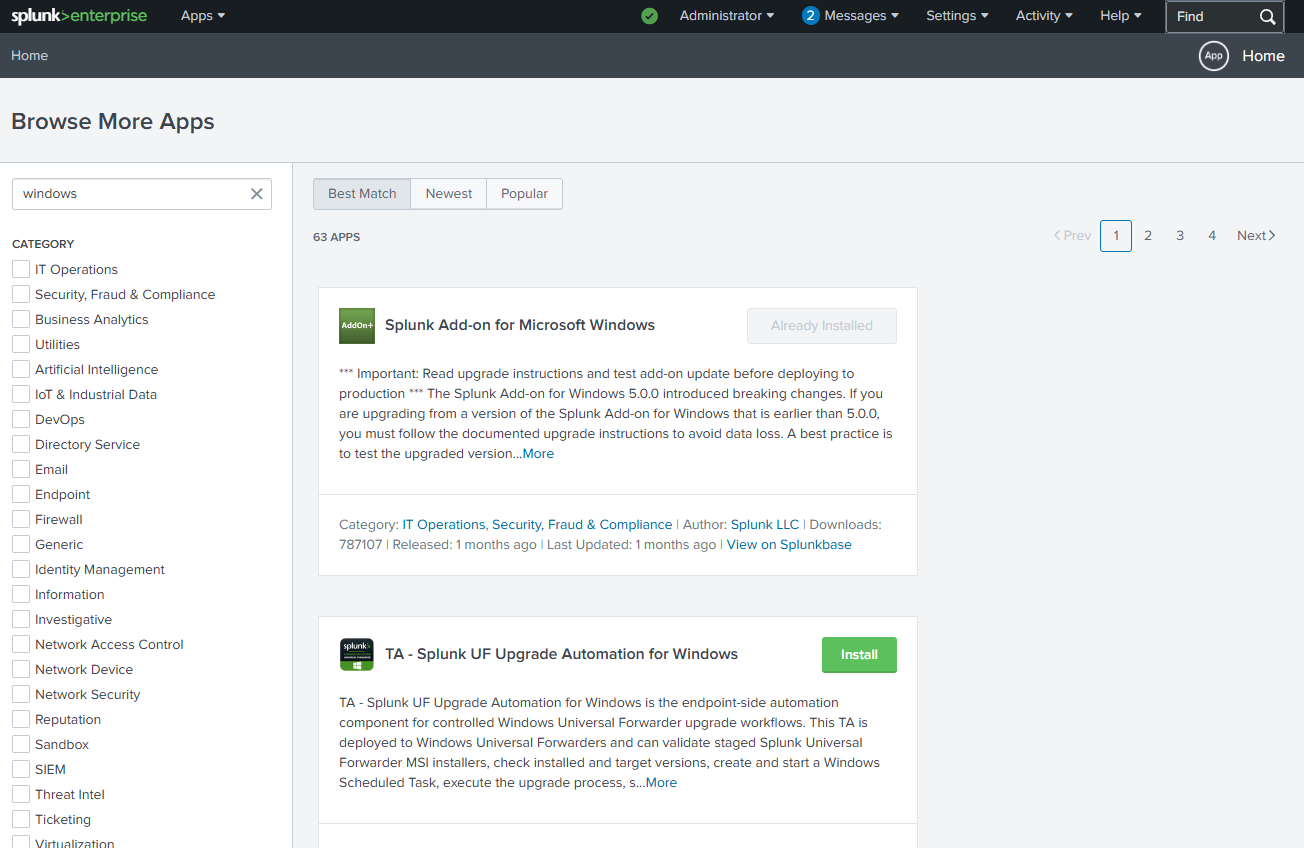 splunk>enterprise Apps Administrator 2 Messages Settings Activity Help Find
Home App Home
Browse More Apps
windows
CATEGORY
IT Operations
Security, Fraud & Compliance
Business Analytics
Utilities
Artificial Intelligence
IoT & Industrial Data
DevOps
Directory Service
Email
Endpoint
Firewall
Generic
Identity Management
Information
Investigative
Network Access Control
Network Device
Network Security
Reputation
Sandbox
SIEM
Threat Intel
Ticketing
Virtualization
Best Match Newest Popular
63 APPS
Prev 1 2 3 4 Next
AddOn+ Splunk Add-on for Microsoft Windows Already Installed
*** Important: Read upgrade instructions and test add-on update before deploying to
production *** The Splunk Add-on for Windows 5.0.0 introduced breaking changes. If you
are upgrading from a version of the Splunk Add-on for Windows that is earlier than 5.0.0,
you must follow the documented upgrade instructions to avoid data loss. A best practice is
to test the upgraded version...More
Category: IT Operations, Security, Fraud & Compliance | Author: Splunk LLC | Downloads:
787107 | Released: 1 months ago | Last Updated: 1 months ago | View on Splunkbase
splunk> TA - Splunk UF Upgrade Automation for Windows Install
TA - Splunk UF Upgrade Automation for Windows is the endpoint-side automation
component for controlled Windows Universal Forwarder upgrade workflows. This TA is
deployed to Windows Universal Forwarders and can validate staged Splunk Universal
Forwarder MSI installers, check installed and target versions, create and start a Windows
Scheduled Task, execute the upgrade process, s...More